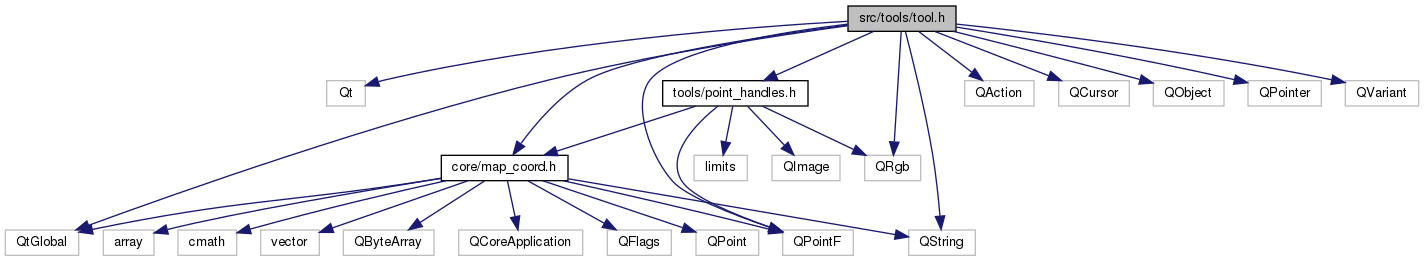 src/tools/tool.h
Qt
tools/point_handles.h
QAction
QCursor
QObject
QPointer
QVariant
core/map_coord.h
limits
QImage
QRgb
QtGlobal
array
cmath
vector
QByteArray
QCoreApplication
QFlags
QPoint
QPointF
QString